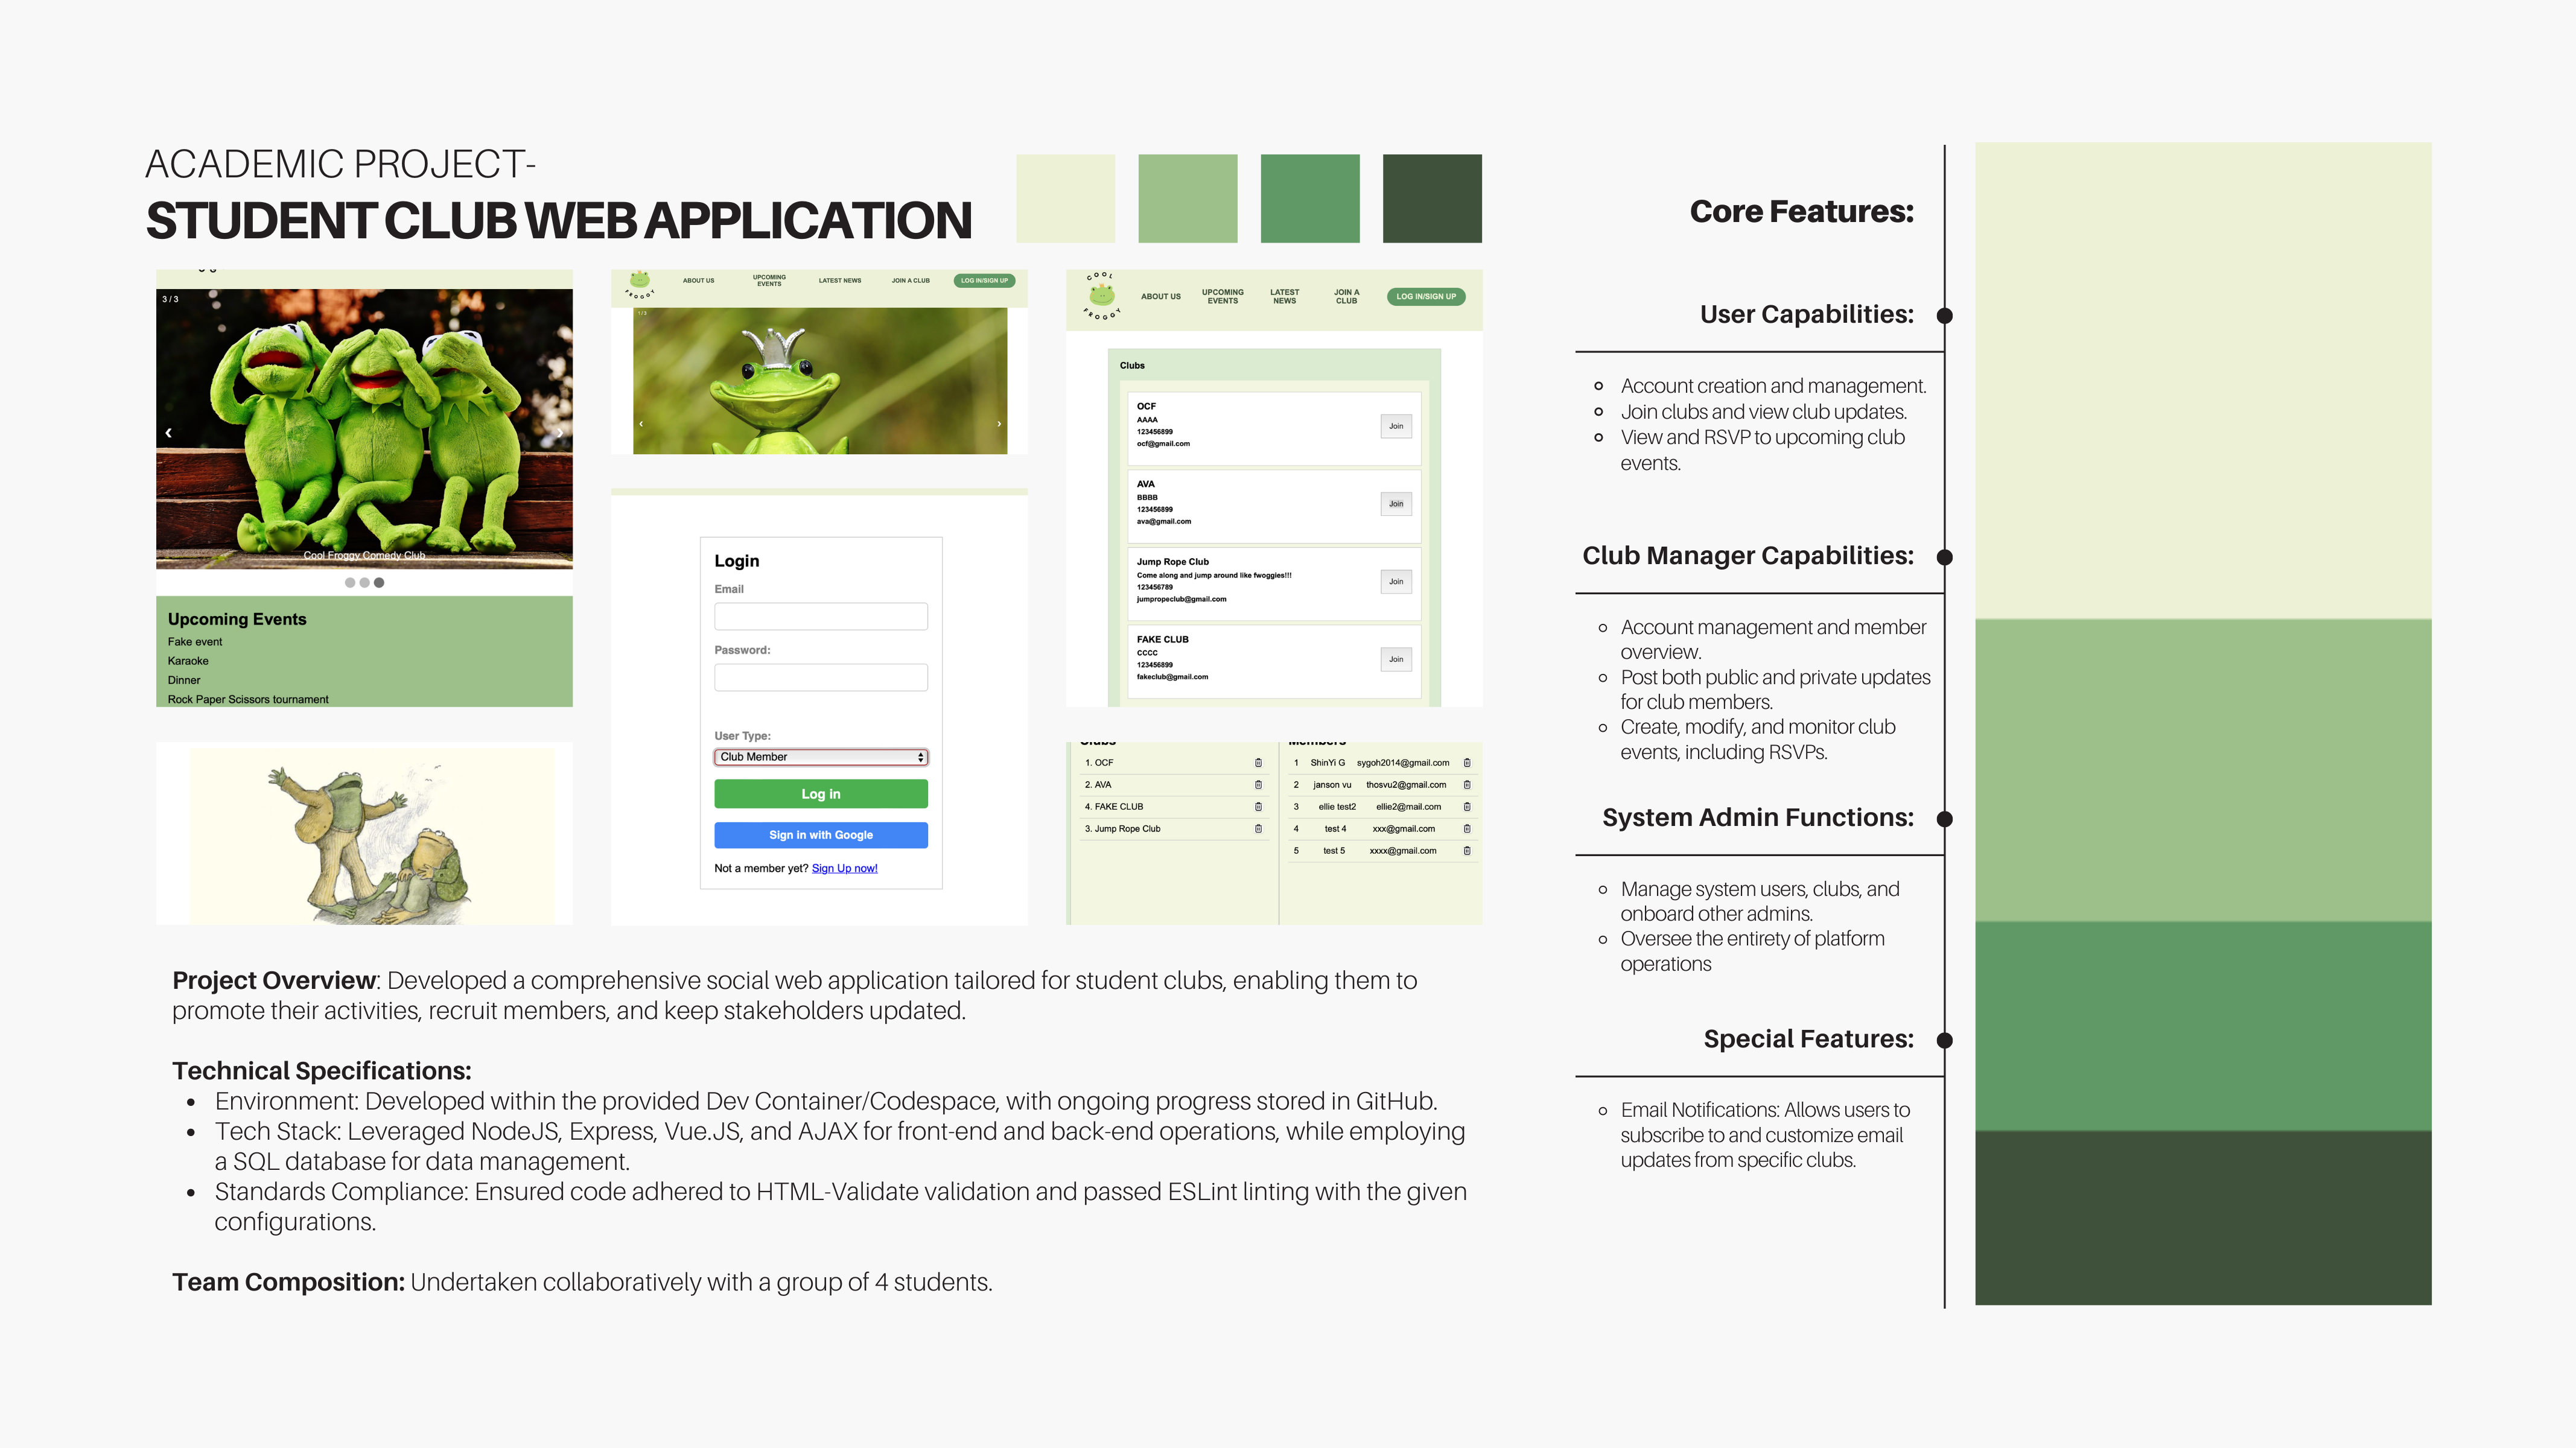 ACADEMIC PROJECT-
STUDENT CLUB WEB APPLICATION
3 / 3
Cool Froggy Comedy Club
Upcoming Events
Fake event
Karaoke
Dinner
Rock Paper Scissors tournament
FROGGY
ABOUT US
UPCOMING
EVENTS
LATEST NEWS
JOIN A CLUB
LOG IN/SIGN UP
1 / 3
Login
Email
Password:
User Type:
Club Member
Log in
Sign in with Google
Not a member yet? Sign Up now!
COOL
FROGGY
ABOUT US
UPCOMING
EVENTS
LATEST
NEWS
JOIN A
CLUB
LOG IN/SIGN UP
Clubs
OCF
AAAA
123456899
ocf@gmail.com
Join
AVA
BBBB
123456899
ava@gmail.com
Join
Jump Rope Club
Come along and jump around like fwoggies!!!
123456789
jumpropeclub@gmail.com
Join
FAKE CLUB
CCCC
123456899
fakeclub@gmail.com
Join
Clubs
1. OCF
2. AVA
4. FAKE CLUB
3. Jump Rope Club
Members
1 ShinYi G sygoh2014@gmail.com
2 janson vu thosvu2@gmail.com
3 ellie test2 ellie2@mail.com
4 test 4 xxx@gmail.com
5 test 5 xxxx@gmail.com
Project Overview: Developed a comprehensive social web application tailored for student clubs, enabling them to
promote their activities, recruit members, and keep stakeholders updated.
Technical Specifications:
• Environment: Developed within the provided Dev Container/Codespace, with ongoing progress stored in GitHub.
• Tech Stack: Leveraged NodeJS, Express, Vue.JS, and AJAX for front-end and back-end operations, while employing
a SQL database for data management.
• Standards Compliance: Ensured code adhered to HTML-Validate validation and passed ESLint linting with the given
configurations.
Team Composition: Undertaken collaboratively with a group of 4 students.
Core Features:
User Capabilities:
Account creation and management.
Join clubs and view club updates.
View and RSVP to upcoming club
events.
Club Manager Capabilities:
Account management and member
overview.
Post both public and private updates
for club members.
Create, modify, and monitor club
events, including RSVPs.
System Admin Functions:
Manage system users, clubs, and
onboard other admins.
Oversee the entirety of platform
operations
Special Features:
Email Notifications: Allows users to
subscribe to and customize email
updates from specific clubs.